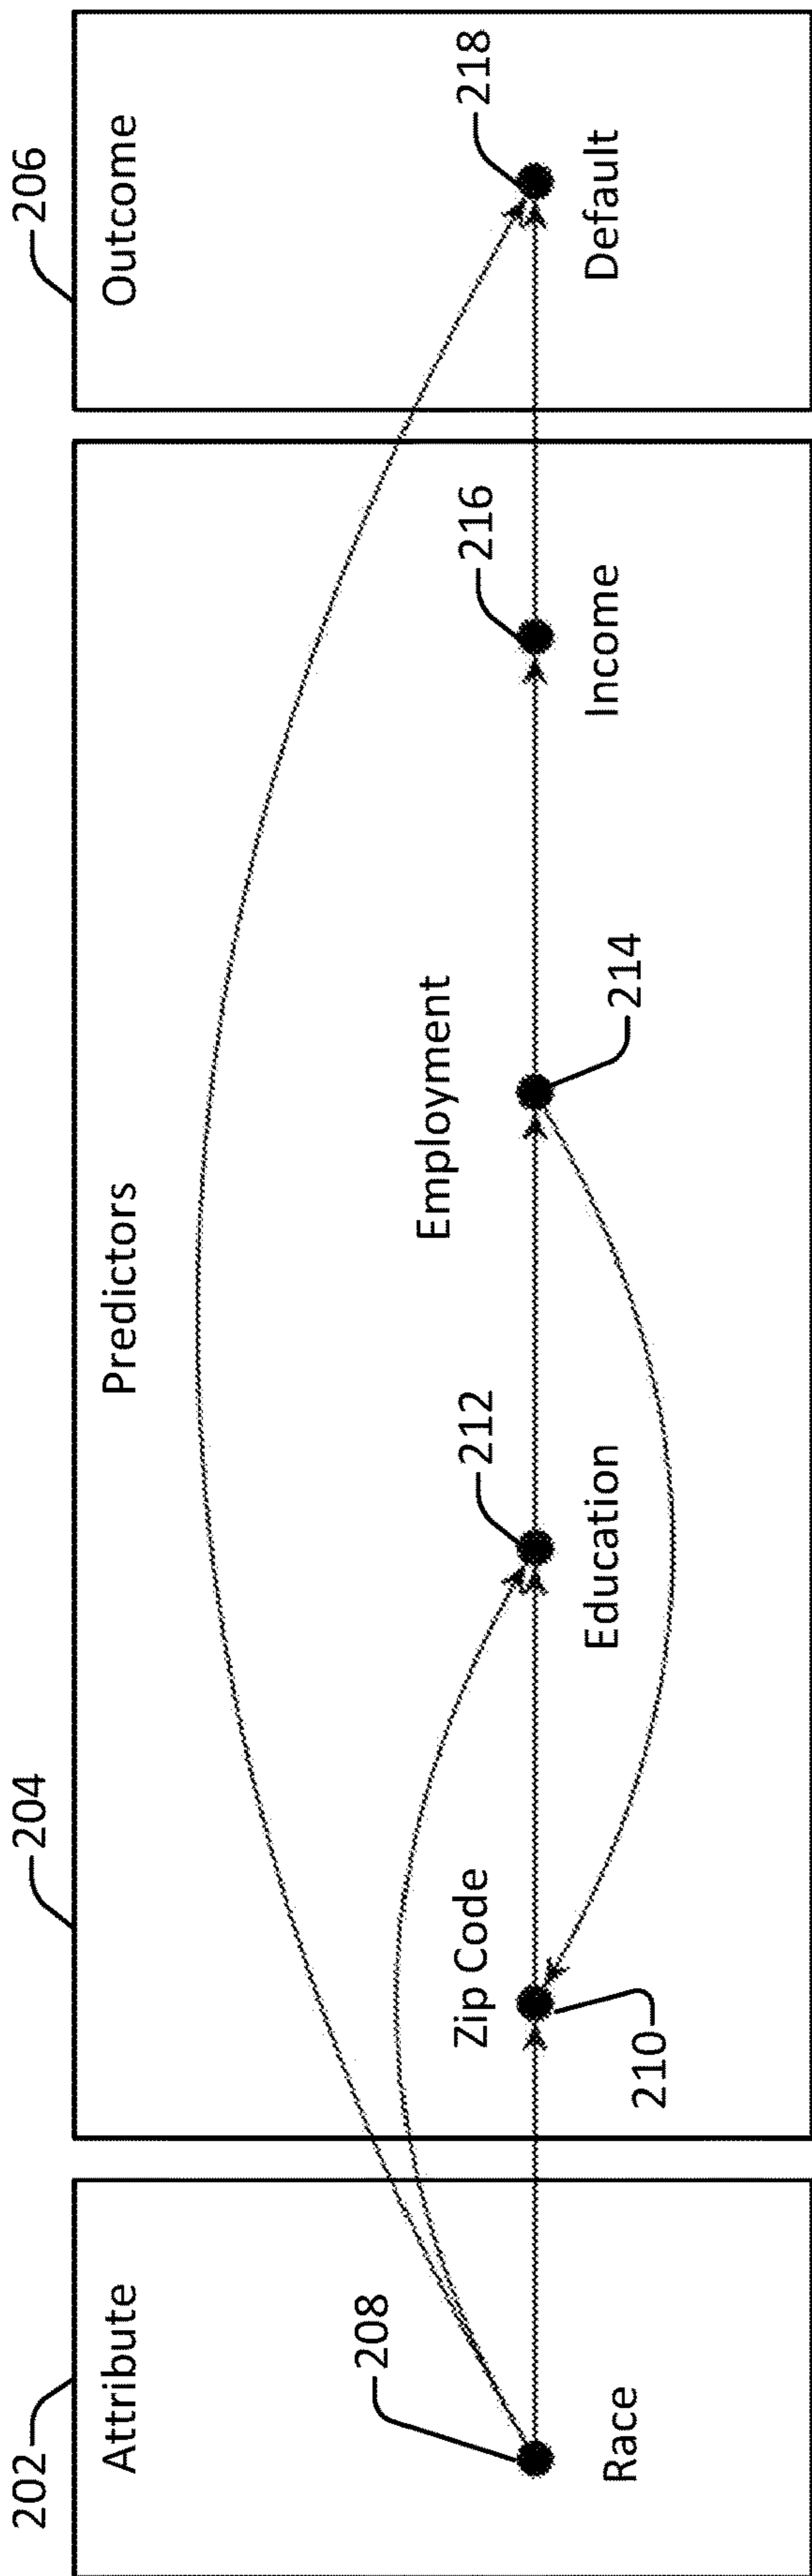 202
Attribute
208
Race
204
Predictors
Zip Code
210
212
Education
Employment
214
216
Income
206
Outcome
218
Default